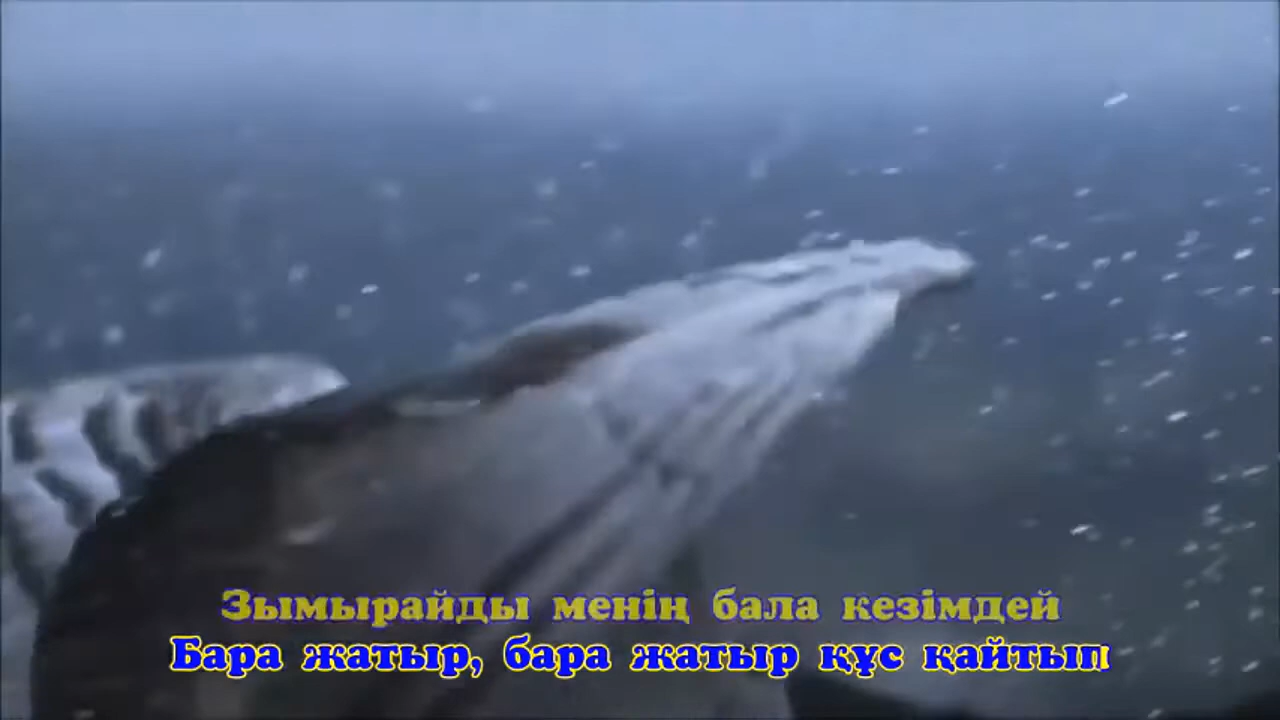 Зымырайды менің бала кезімдей
Бара жатыр, бара жатыр құс қайтып